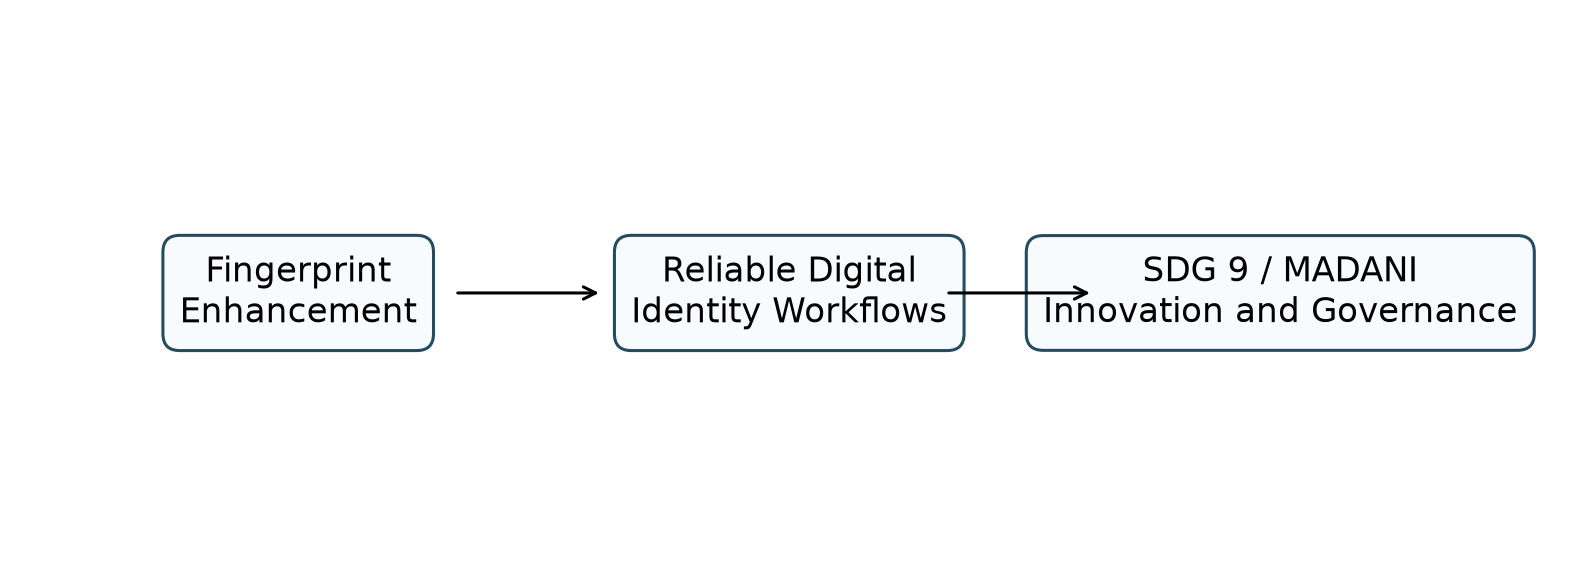 Fingerprint
Enhancement
Reliable Digital
Identity Workflows
SDG 9 / MADANI
Innovation and Governance